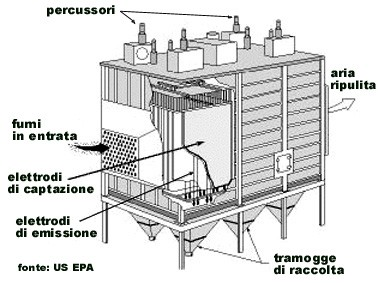 percussori
aria
ripulita
fumi
in entrata
elettrodi
di captazione
elettrodi
di emissione
tramogge
di raccolta
fonte: US EPA